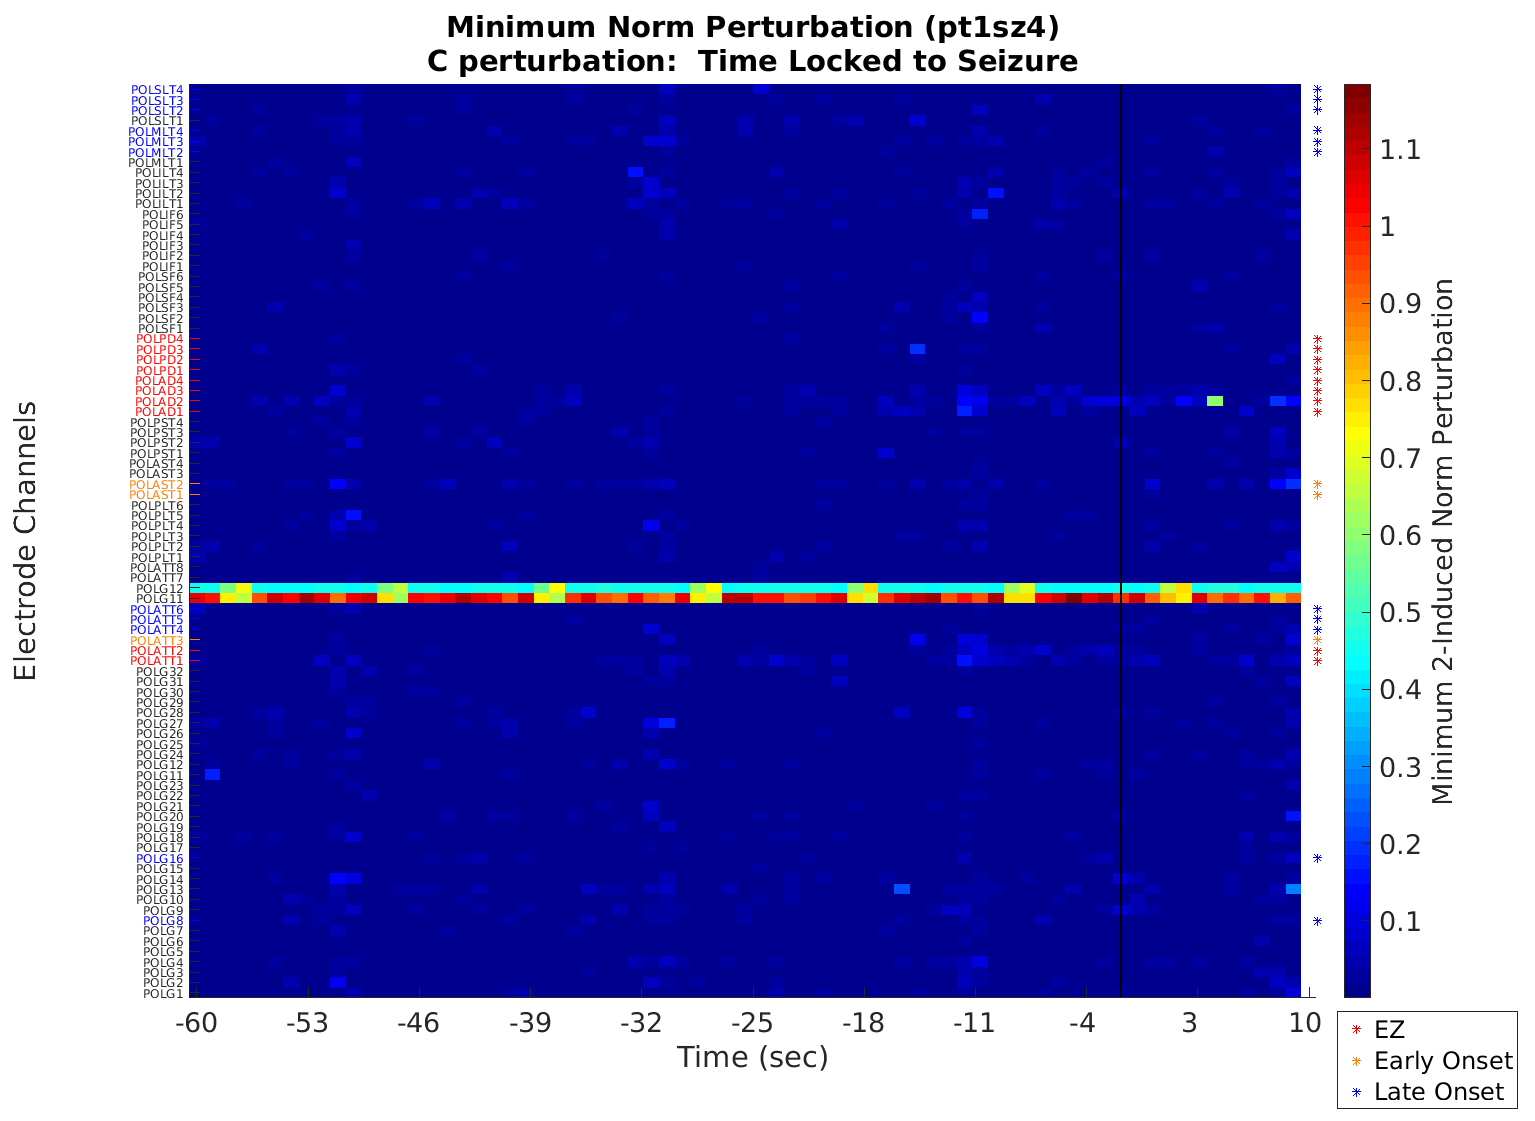 Minimum Norm Perturbation (pt1sz4)
C perturbation:  Time Locked to Seizure
Electrode Channels
POLSLT4
POLSLT3
POLSLT2
POLSLT1
POLMLT4
POLMLT3
POLMLT2
POLMLT1
POLILT4
POLILT3
POLILT2
POLILT1
POLIF6
POLIF5
POLIF4
POLIF3
POLIF2
POLIF1
POLSF6
POLSF5
POLSF4
POLSF3
POLSF2
POLSF1
POLPD4
POLPD3
POLPD2
POLPD1
POLAD4
POLAD3
POLAD2
POLAD1
POLPST4
POLPST3
POLPST2
POLPST1
POLAST4
POLAST3
POLAST2
POLAST1
POLPLT6
POLPLT5
POLPLT4
POLPLT3
POLPLT2
POLPLT1
POLATT8
POLATT7
POLG12
POLG11
POLATT6
POLATT5
POLATT4
POLATT3
POLATT2
POLATT1
POLG32
POLG31
POLG30
POLG29
POLG28
POLG27
POLG26
POLG25
POLG24
POLG12
POLG11
POLG23
POLG22
POLG21
POLG20
POLG19
POLG18
POLG17
POLG16
POLG15
POLG14
POLG13
POLG10
POLG9
POLG8
POLG7
POLG6
POLG5
POLG4
POLG3
POLG2
POLG1
-60 -53 -46 -39 -32 -25 -18 -11 -4 3 10
Time (sec)
1.1
1
0.9
0.8
0.7
0.6
0.5
0.4
0.3
0.2
0.1
Minimum 2-Induced Norm Perturbation
EZ
Early Onset
Late Onset